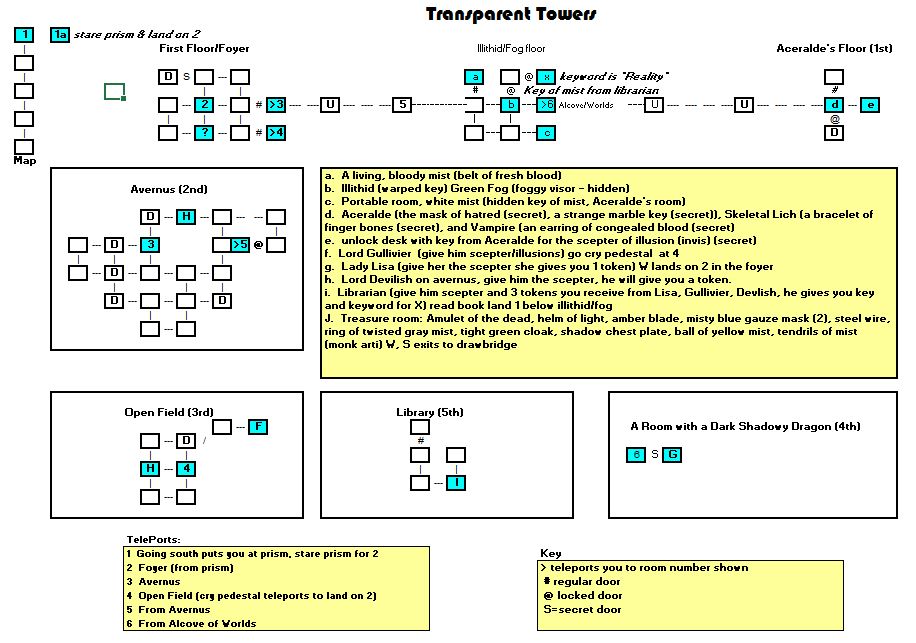 Transparent Towers
1 1a stare prism & land on 2
First Floor/Foyer
Illithid/Fog floor
Aceralde's Floor (1st)
D S
a @ x keyword is "Reality"
# @ Key of mist from librarian #
2 # >3 U 5 b >6 Alcove/Worlds U U d e
@
? # >4 c D
Map
Avernus (2nd)
D H
D 3 >5 @
D
D D
a. A living, bloody mist (belt of fresh blood)
b. Illithid (warped key) Green Fog (foggy visor - hidden)
c. Portable room, white mist (hidden key of mist, Aceralde's room)
d. Aceralde (the mask of hatred (secret), a strange marble key (secret)), Skeletal Lich (a bracelet of
finger bones (secret), and Vampire (an earring of congealed blood (secret)
e. unlock desk with key from Aceralde for the scepter of illusion (invis) (secret)
f. Lord Gullivier (give him scepter/illusions) go cry pedestal at 4
g. Lady Lisa (give her the scepter she gives you 1 token) W lands on 2 in the foyer
h. Lord Devilish on avernus, give him the scepter, he will give you a token.
i. Librarian (give him scepter and 3 tokens you receive from Lisa, Gullivier, Devlish, he gives you key
and keyword for X) read book land 1 below illithid/fog
J. Treasure room: Amulet of the dead, helm of light, amber blade, misty blue gauze mask (2), steel wire,
ring of twisted gray mist, tight green cloak, shadow chest plate, ball of yellow mist, tendrils of mist
(monk arti) W, S exits to drawbridge
Open Field (3rd)
F
D /
H 4
Library (5th)
#
I
A Room with a Dark Shadowy Dragon (4th)
6 S G
TelePorts:
1 Going south puts you at prism, stare prism for 2
2 Foyer (from prism)
3 Avernus
4 Open Field (cry pedestal teleports to land on 2)
5 From Avernus
6 From Alcove of Worlds
Key
> teleports you to room number shown
# regular door
@ locked door
S=secret door